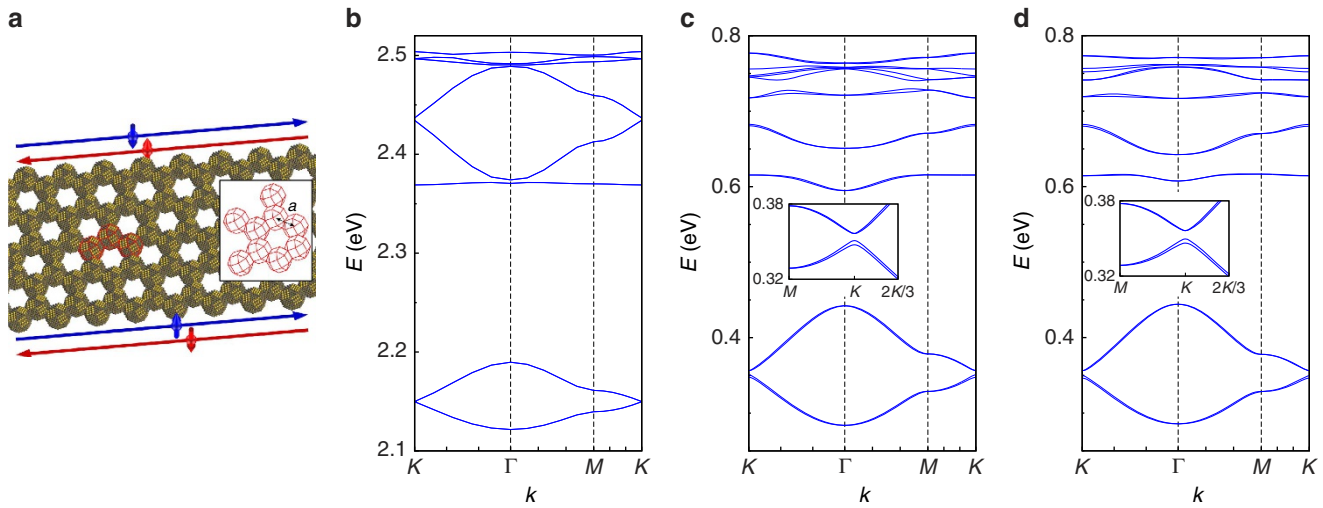 a
a
b
E (eV)
2.5
2.4
2.3
2.2
2.1
K Γ M K
k
c
E (eV)
0.8
0.6
0.4
0.38
0.32
M K 2K/3
K Γ M K
k
d
E (eV)
0.8
0.6
0.4
0.38
0.32
M K 2K/3
K Γ M K
k